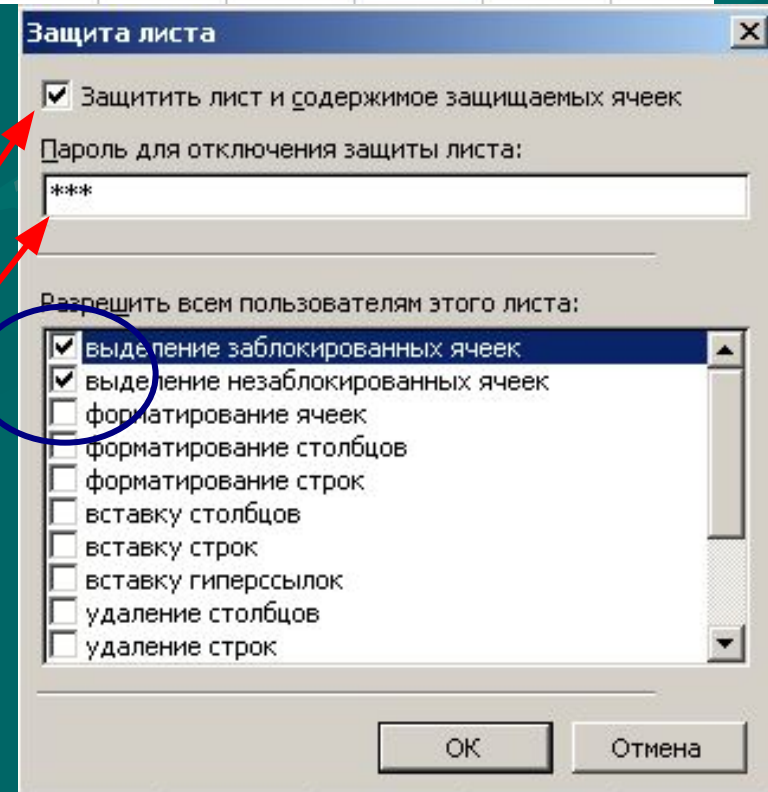 Защита листа
Защитить лист и содержимое защищаемых ячеек
Пароль для отключения защиты листа:
***
Разрешить всем пользователям этого листа:
выделение заблокированных ячеек
выделение незаблокированных ячеек
форматирование ячеек
форматирование столбцов
форматирование строк
вставку столбцов
вставку строк
вставку гиперссылок
удаление столбцов
удаление строк
ОК
Отмена